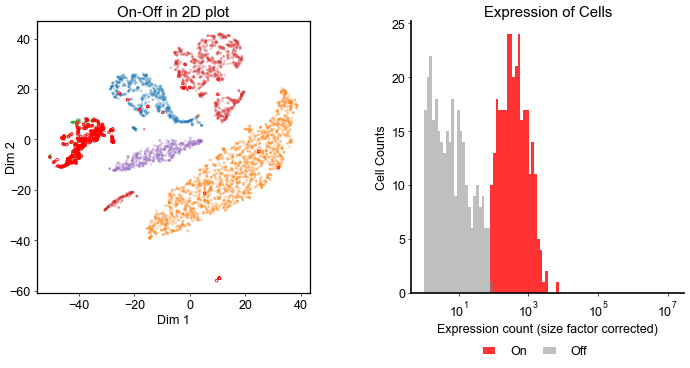 On-Off in 2D plot
Dim 2
40
20
0
−20
−40
−60
−40 −20 0 20 40
Dim 1
Expression of Cells
Cell Counts
25
20
15
10
5
0
10^1 10^3 10^5 10^7
Expression count (size factor corrected)
On Off